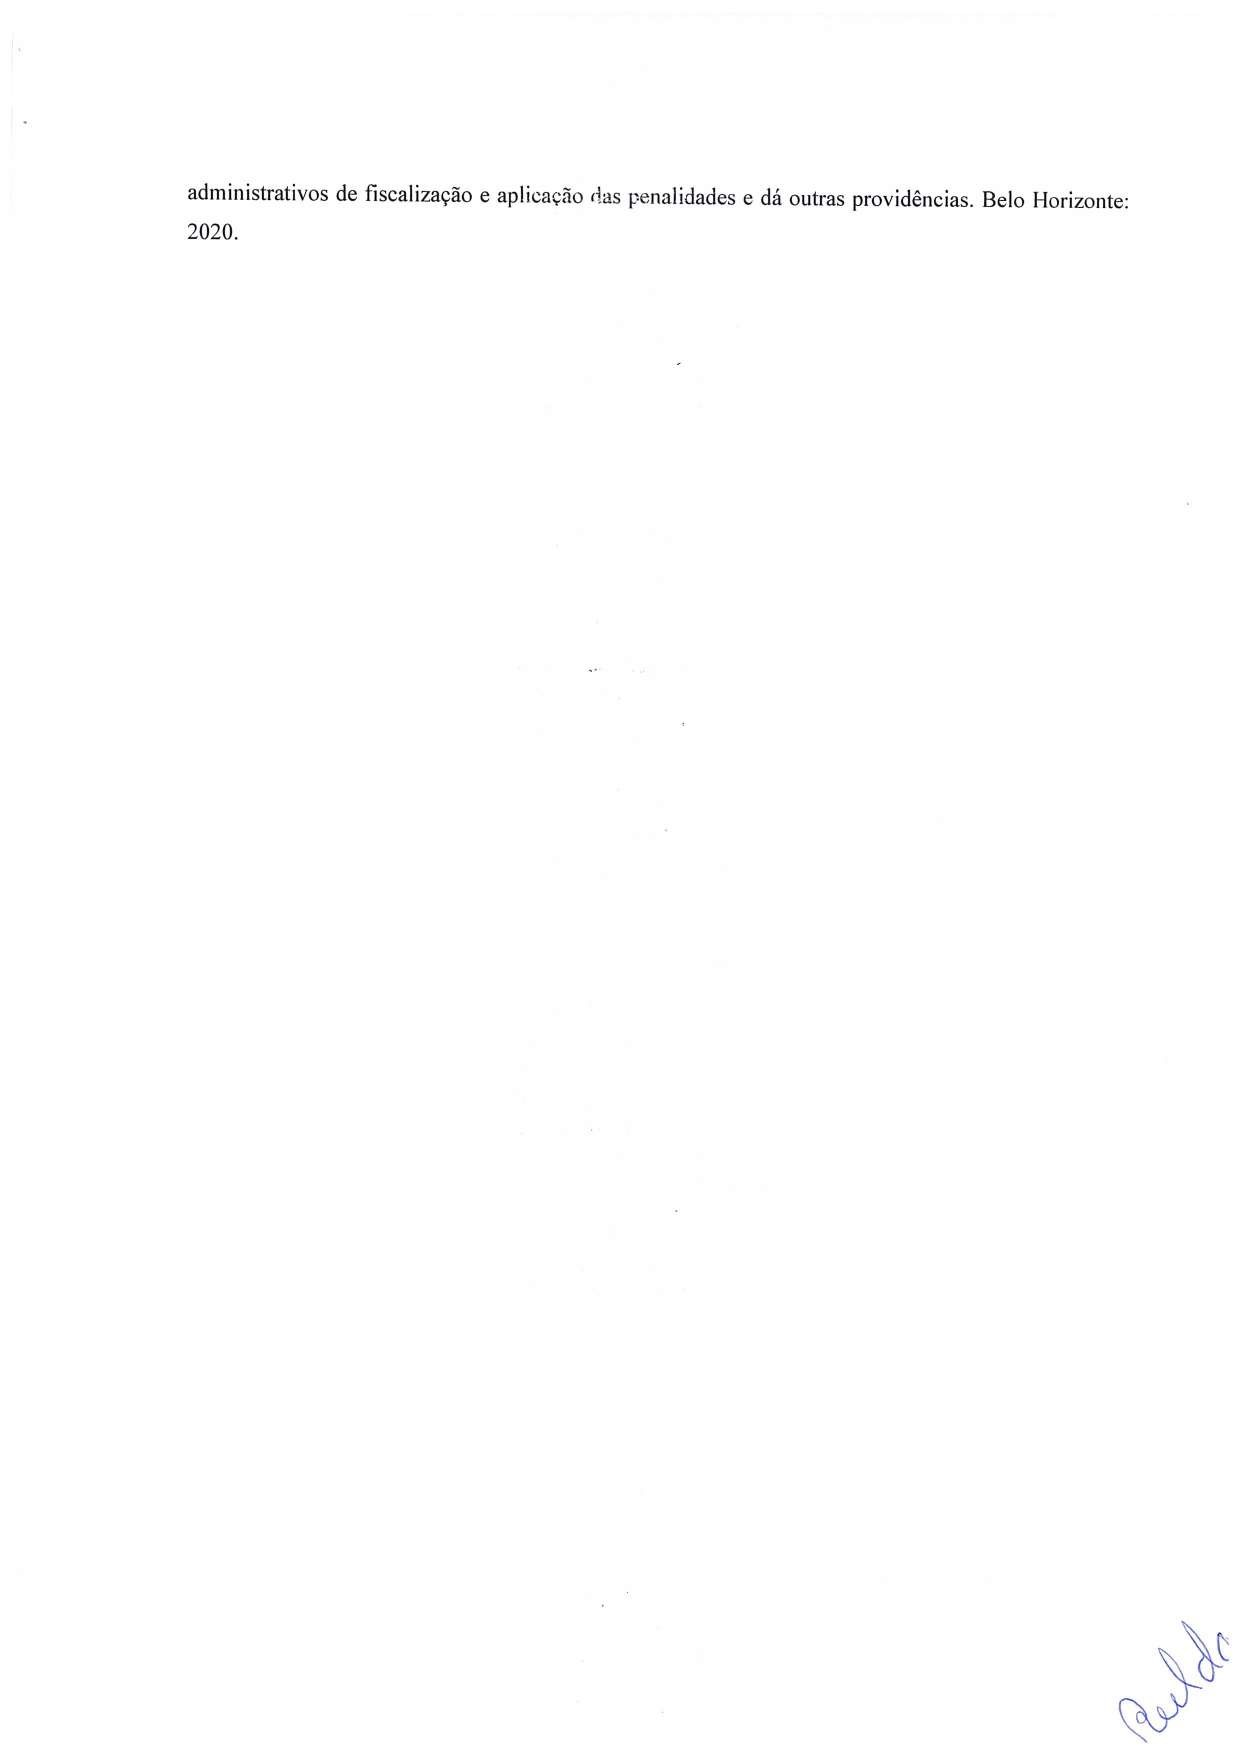 administrativos de fiscalização e aplicação das penalidades e dá outras providências. Belo Horizonte:
2020.